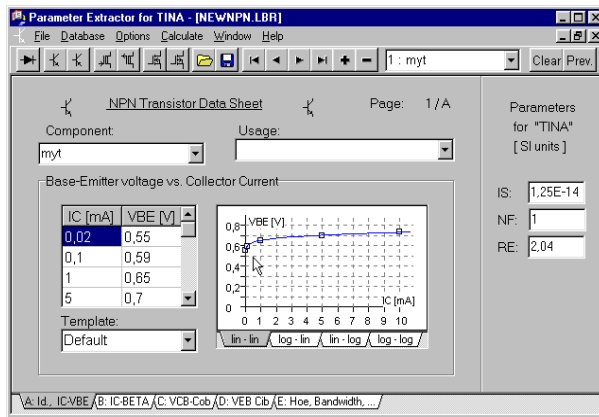 Parameter Extractor for TINA - [NEWNPN.LBR]
File Database Options Calculate Window Help
1 : myt Clear Prev.
NPN Transistor Data Sheet Page: 1 / A
Component: Usage:
myt
Base-Emitter voltage vs. Collector Current
IC [mA] VBE [V]
0,02 0,55
0,1 0,59
1 0,65
5 0,7
Template:
Default
VBE [V]
0,8
0,6
0,4
0,2
0
IC [mA]
0 1 2 3 4 5 6 7 8 9 10
lin - lin log - lin lin - log log - log
Parameters
for "TINA"
[ SI units ]
IS: 1,25E-14
NF: 1
RE: 2,04
A: Id., IC-VBE B: IC-BETA C: VCB-Cob D: VEB Cib E: Hoe, Bandwidth, ...